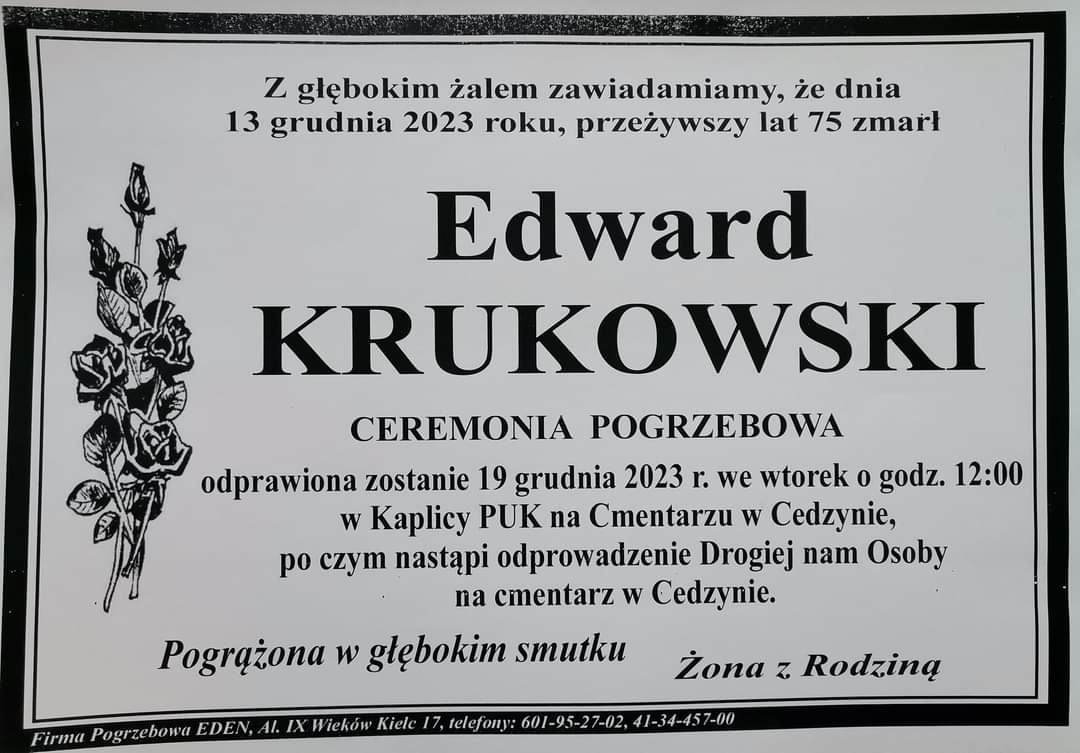 Z głębokim żalem zawiadamiamy, że dnia
13 grudnia 2023 roku, przeżywszy lat 75 zmarł
Edward
KRUKOWSKI
CEREMONIA POGRZEBOWA
odprawiona zostanie 19 grudnia 2023 r. we wtorek o godz. 12:00
w Kaplicy PUK na Cmentarzu w Cedzynie,
po czym nastąpi odprowadzenie Drogiej nam Osoby
na cmentarz w Cedzynie.
Pogrążona w głębokim smutku
Żona z Rodziną
Firma Pogrzebowa EDEN, Al. IX Wieków Kielc 17, telefony: 601-95-27-02, 41-34-457-00